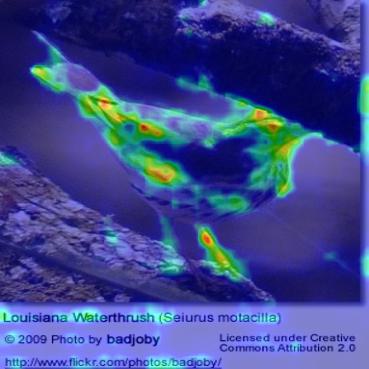 Louisiana Waterthrush (Seiurus motacilla)
© 2009 Photo by badjoby
Licensed under Creative
Commons Attribution 2.0
http://www.flickr.com/photos/badjoby/